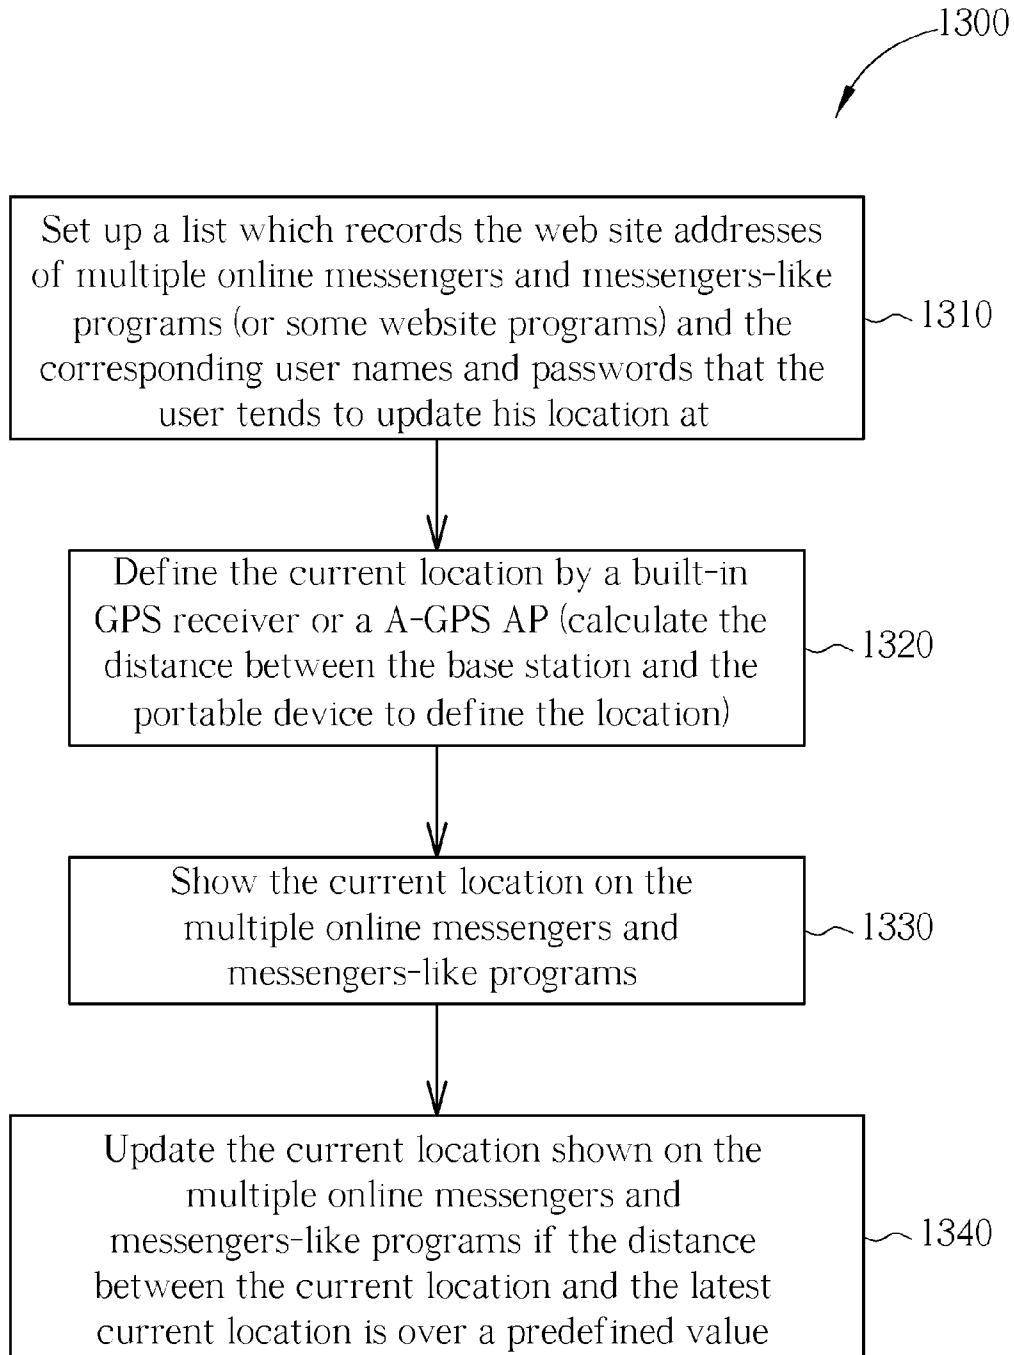 1300
Set up a list which records the web site addresses
of multiple online messengers and messengers-like
programs (or some website programs) and the
corresponding user names and passwords that the
user tends to update his location at
1310
Define the current location by a built-in
GPS receiver or a A-GPS AP (calculate the
distance between the base station and the
portable device to define the location)
1320
Show the current location on the
multiple online messengers and
messengers-like programs
1330
Update the current location shown on the
multiple online messengers and
messengers-like programs if the distance
between the current location and the latest
current location is over a predefined value
1340